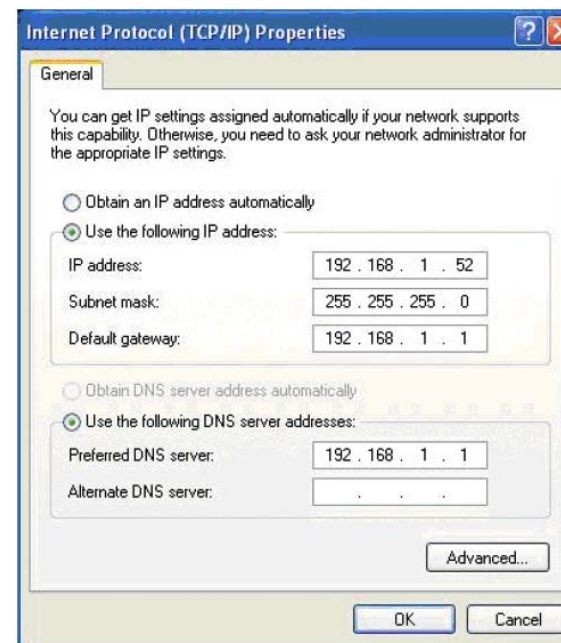 Internet Protocol (TCP/IP) Properties
General
You can get IP settings assigned automatically if your network supports
this capability. Otherwise, you need to ask your network administrator for
the appropriate IP settings.
Obtain an IP address automatically
Use the following IP address:
IP address: 192 . 168 . 1 . 52
Subnet mask: 255 . 255 . 255 . 0
Default gateway: 192 . 168 . 1 . 1
Obtain DNS server address automatically
Use the following DNS server addresses:
Preferred DNS server: 192 . 168 . 1 . 1
Alternate DNS server: . . .
Advanced...
OK Cancel